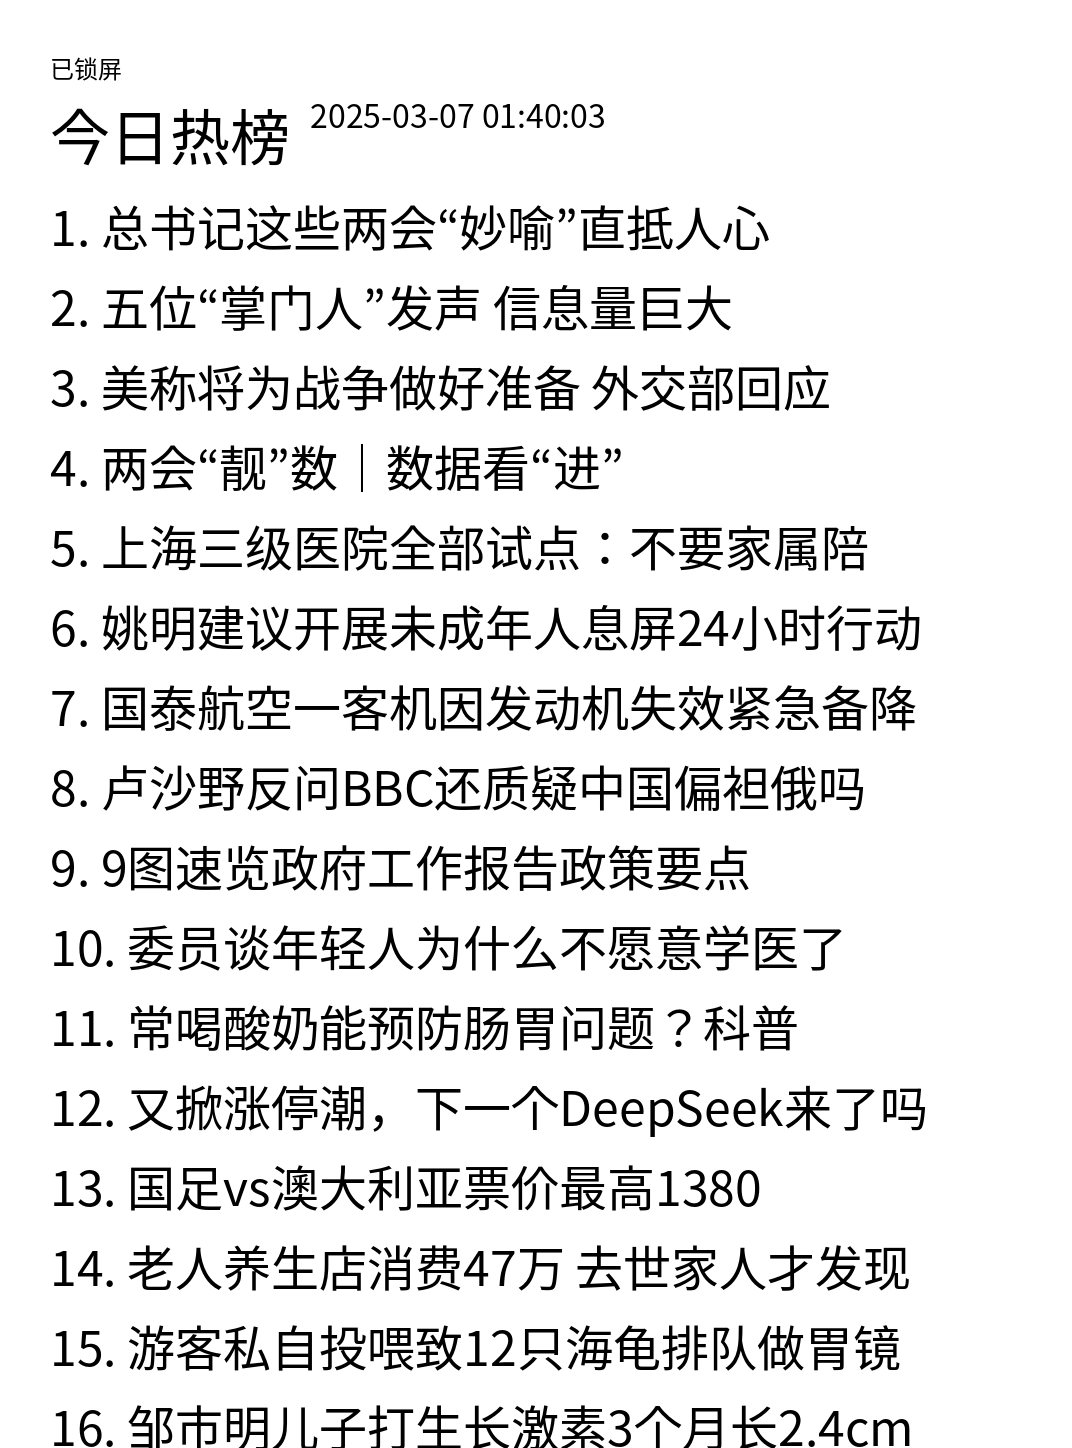 已锁屏
今日热榜 2025-03-07 01:40:03
1. 总书记这些两会“妙喻”直抵人心
2. 五位“掌门人”发声 信息量巨大
3. 美称将为战争做好准备 外交部回应
4. 两会“靓”数｜数据看“进”
5. 上海三级医院全部试点：不要家属陪
6. 姚明建议开展未成年人息屏24小时行动
7. 国泰航空一客机因发动机失效紧急备降
8. 卢沙野反问BBC还质疑中国偏袒俄吗
9. 9图速览政府工作报告政策要点
10. 委员谈年轻人为什么不愿意学医了
11. 常喝酸奶能预防肠胃问题？科普
12. 又掀涨停潮，下一个DeepSeek来了吗
13. 国足vs澳大利亚票价最高1380
14. 老人养生店消费47万 去世家人才发现
15. 游客私自投喂致12只海龟排队做胃镜
16. 邹市明儿子打生长激素3个月长2.4cm